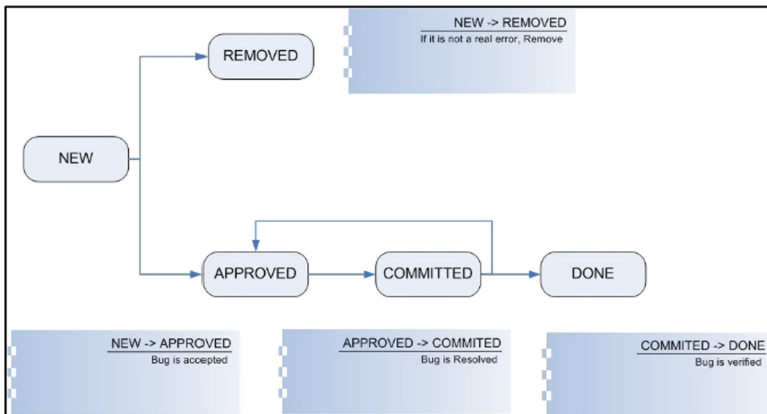 NEW -> REMOVED
If it is not a real error, Remove
REMOVED
NEW
APPROVED
COMMITTED
DONE
NEW -> APPROVED
Bug is accepted
APPROVED -> COMMITED
Bug is Resolved
COMMITED -> DONE
Bug is verified